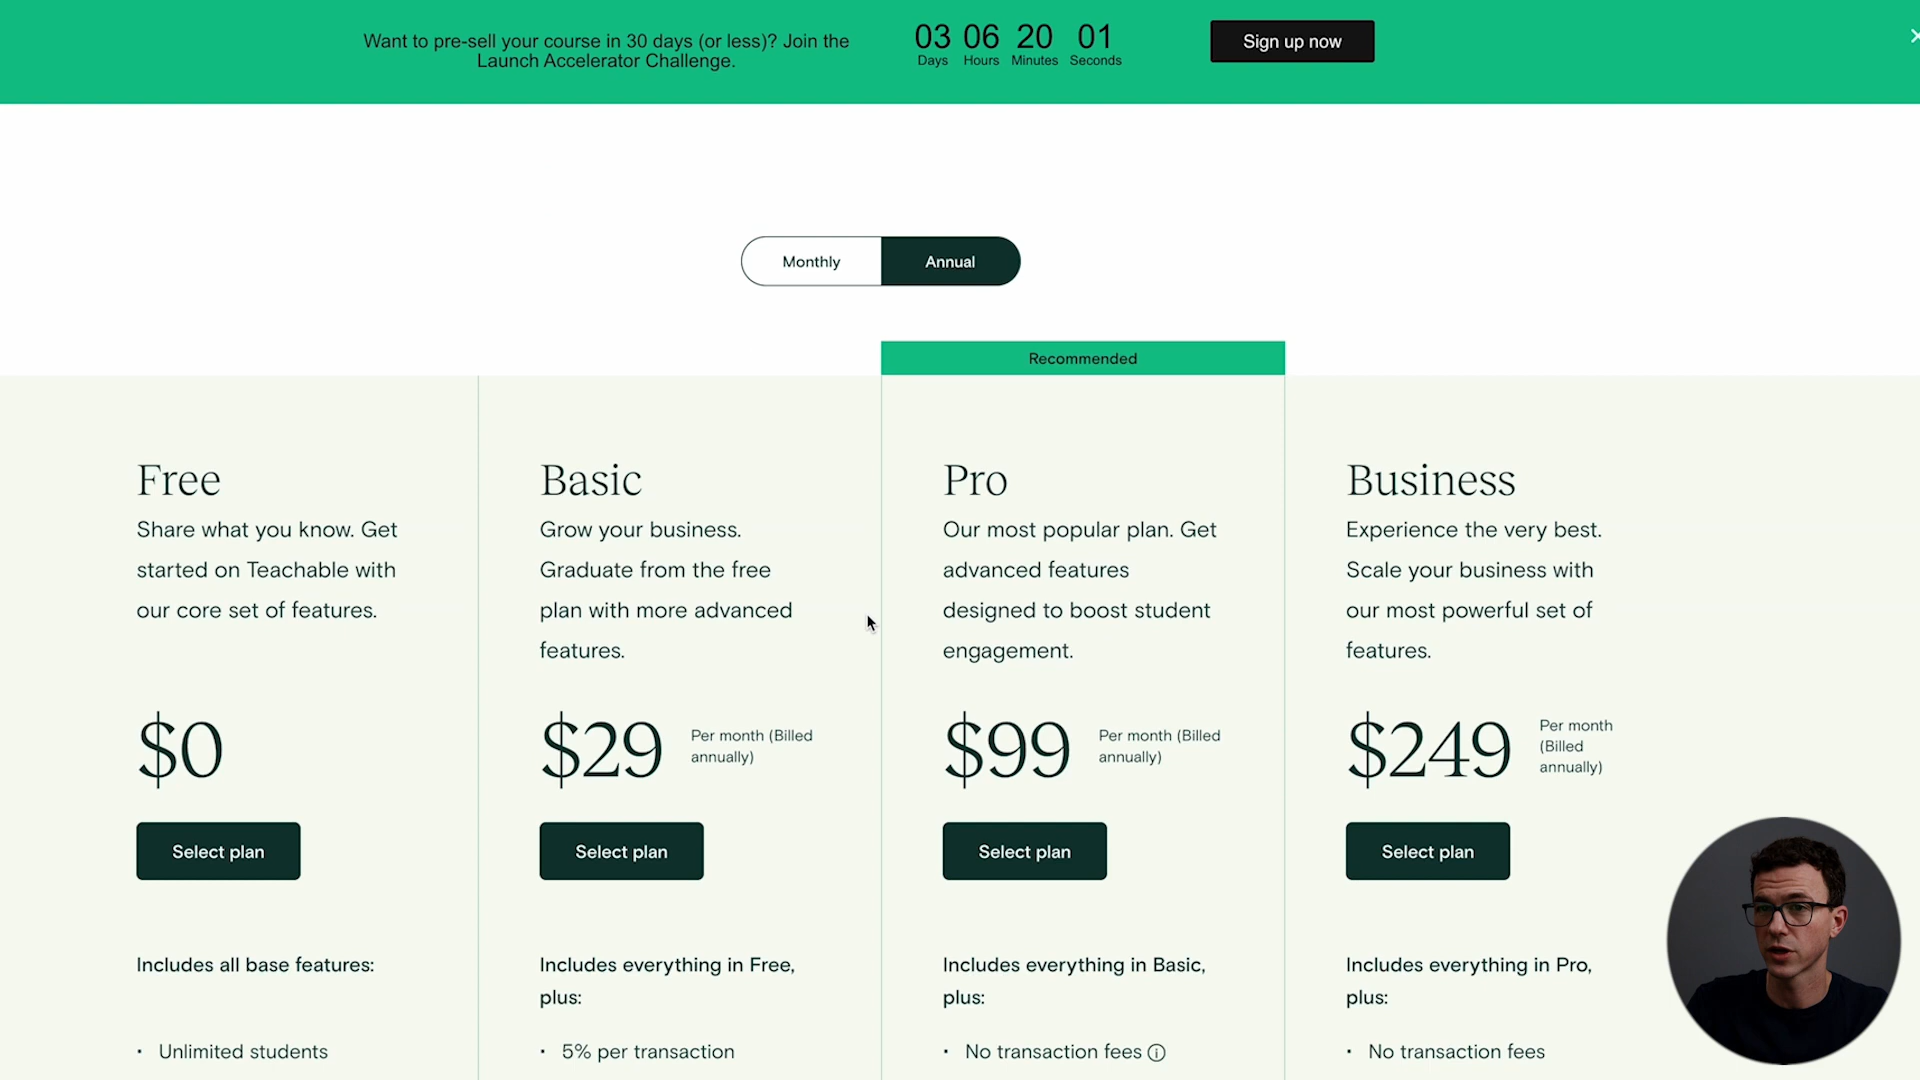 Want to pre-sell your course in 30 days (or less)? Join the
Launch Accelerator Challenge.
03 06 20 01
Days Hours Minutes Seconds
Sign up now
Monthly
Annual
Recommended
Free
Share what you know. Get
started on Teachable with
our core set of features.
$0
Select plan
Includes all base features:
• Unlimited students
Basic
Grow your business.
Graduate from the free
plan with more advanced
features.
$29
Per month (Billed
annually)
Select plan
Includes everything in Free,
plus:
• 5% per transaction
Pro
Our most popular plan. Get
advanced features
designed to boost student
engagement.
$99
Per month (Billed
annually)
Select plan
Includes everything in Basic,
plus:
• No transaction fees
Business
Experience the very best.
Scale your business with
our most powerful set of
features.
$249
Per month
(Billed
annually)
Select plan
Includes everything in Pro,
plus:
• No transaction fees